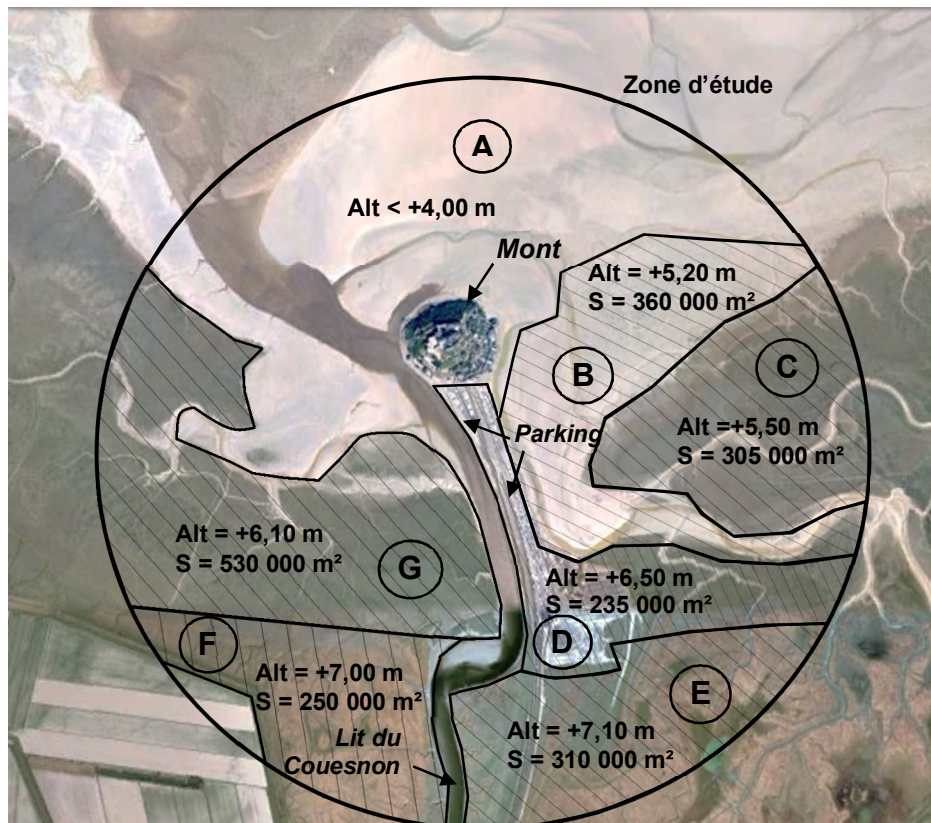 Zone d'étude
A
Alt < +4,00 m
Mont
Alt = +5,20 m
S = 360 000 m²
B
C
Alt =+5,50 m
S = 305 000 m²
Parking
Alt = +6,10 m
S = 530 000 m²
G
Alt = +6,50 m
S = 235 000 m²
D
F
Alt = +7,00 m
S = 250 000 m²
E
Alt = +7,10 m
S = 310 000 m²
Lit du
Couesnon